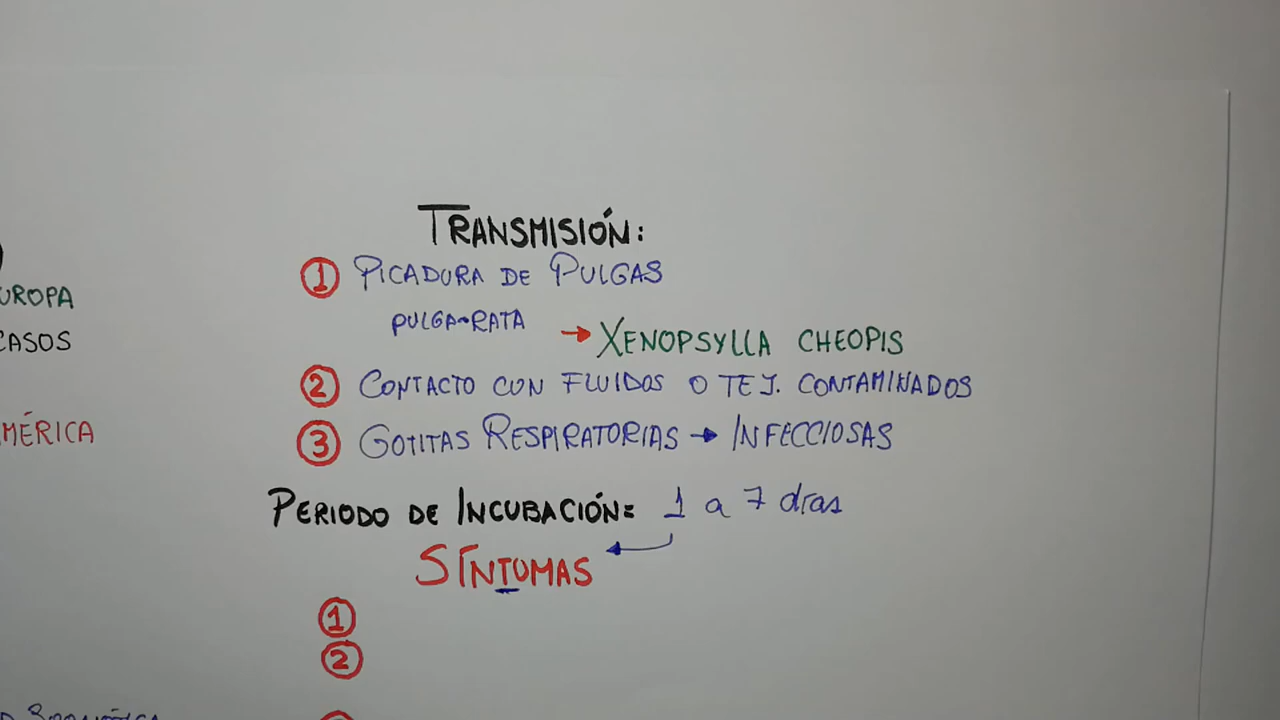 TRANSMISIÓN:
① PICADURA DE PULGAS
PULGA-RATA → XENOPSYLLA CHEOPIS
② CONTACTO CON FLUIDOS O TEJ. CONTAMINADOS
③ GOTITAS RESPIRATORIAS → INFECCIOSAS
PERIODO DE INCUBACIÓN: 1 a 7 días
SÍNTOMAS
①
②
UROPA
CASOS
MÉRICA